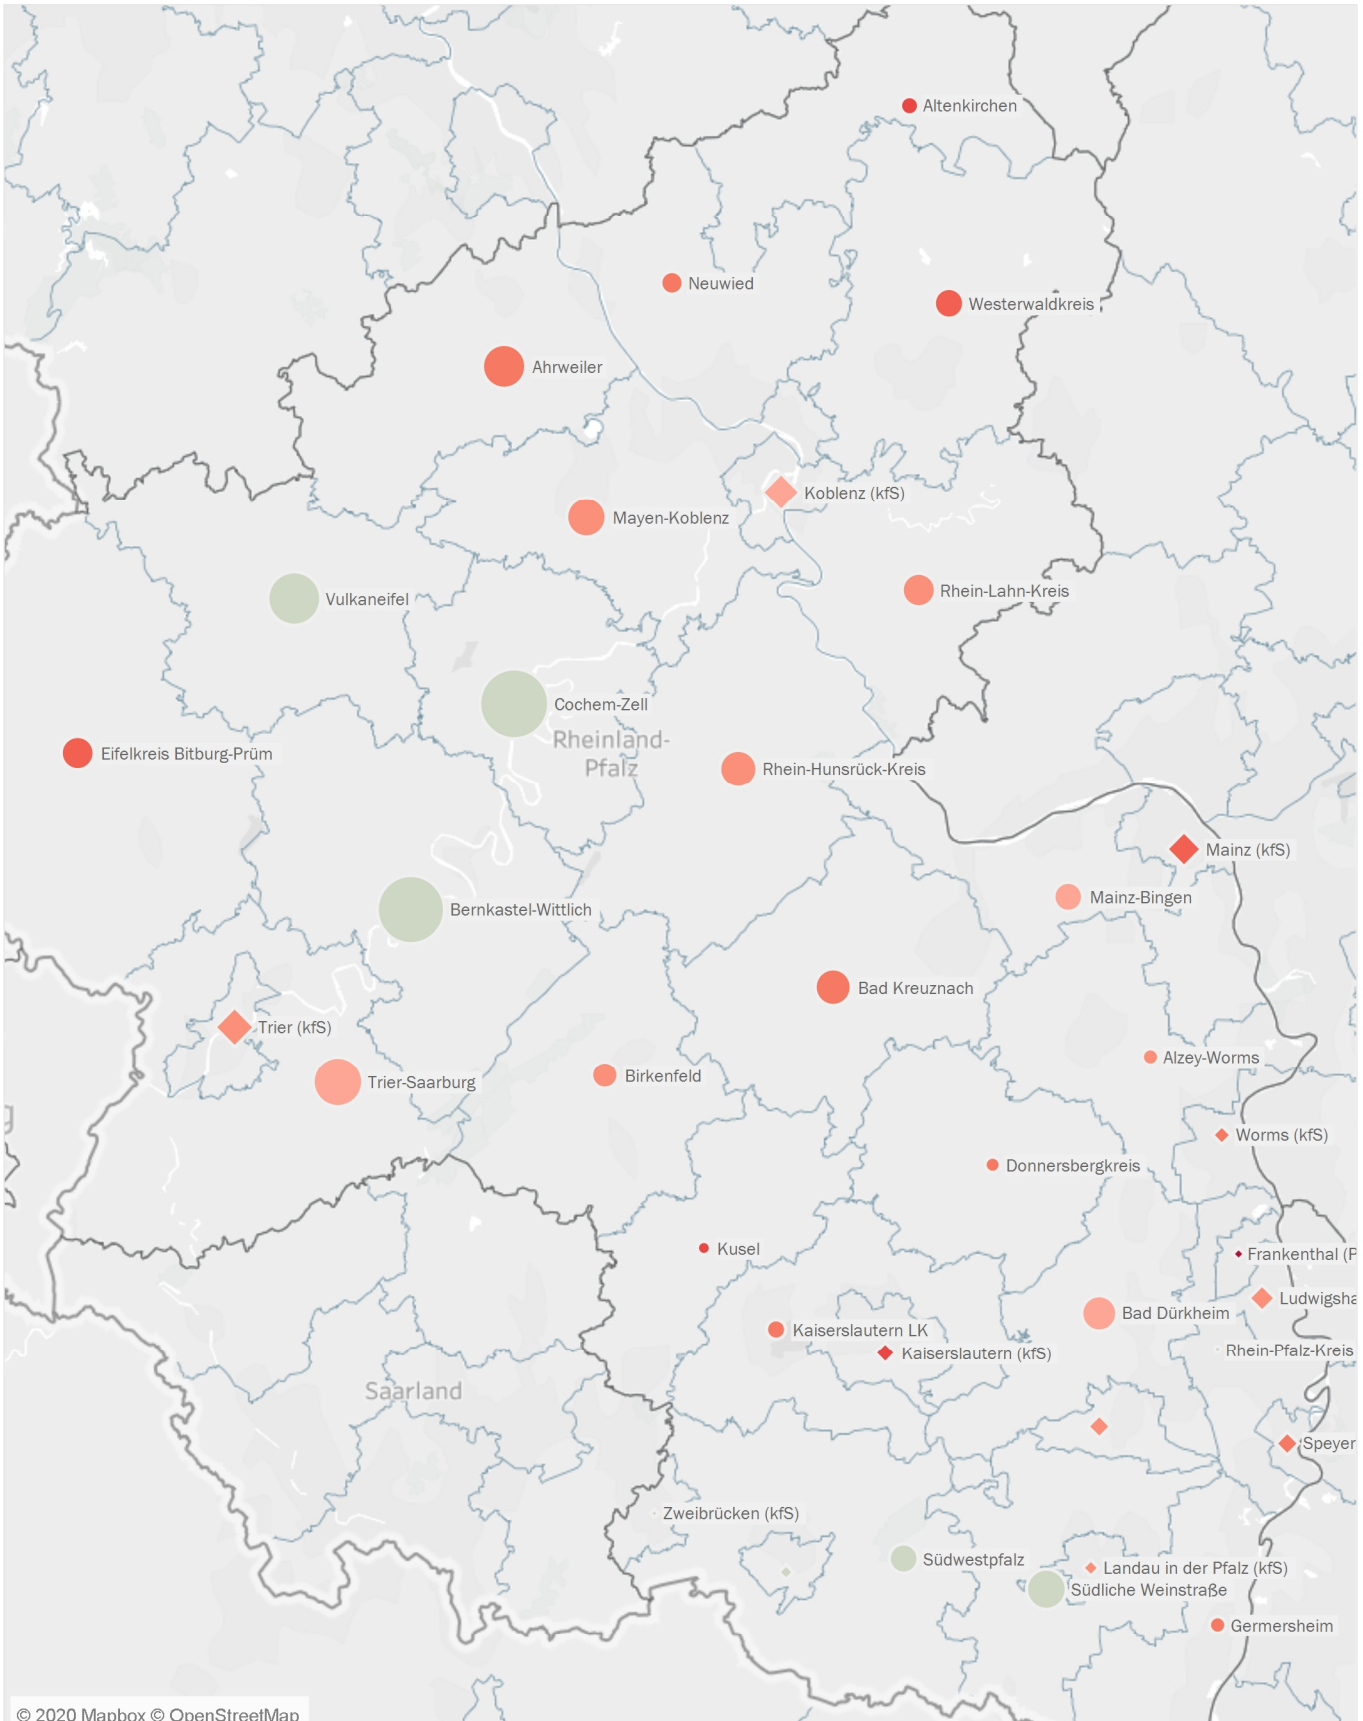 Altenkirchen
Neuwied
Westerwaldkreis
Ahrweiler
Koblenz (kfS)
Mayen-Koblenz
Rhein-Lahn-Kreis
Vulkaneifel
Cochem-Zell
Rheinland-
Pfalz
Eifelkreis Bitburg-Prüm
Rhein-Hunsrück-Kreis
Mainz (kfS)
Mainz-Bingen
Bernkastel-Wittlich
Bad Kreuznach
Trier (kfS)
Alzey-Worms
Birkenfeld
Trier-Saarburg
g
Worms (kfS)
Donnersbergkreis
Kusel
Frankenthal (P
Ludwigsha
Bad Dürkheim
Kaiserslautern LK
Rhein-Pfalz-Kreis
Kaiserslautern (kfS)
Saarland
Speyer
Zweibrücken (kfS)
Südwestpfalz
Landau in der Pfalz (kfS)
Südliche Weinstraße
Germersheim
© 2020 Mapbox © OpenStreetMap